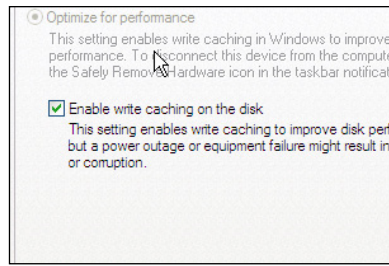 Optimize for performance
This setting enables write caching in Windows to improve
performance. To disconnect this device from the compute
the Safely Remove Hardware icon in the taskbar notificat
Enable write caching on the disk
This setting enables write caching to improve disk perf
but a power outage or equipment failure might result in
or corruption.